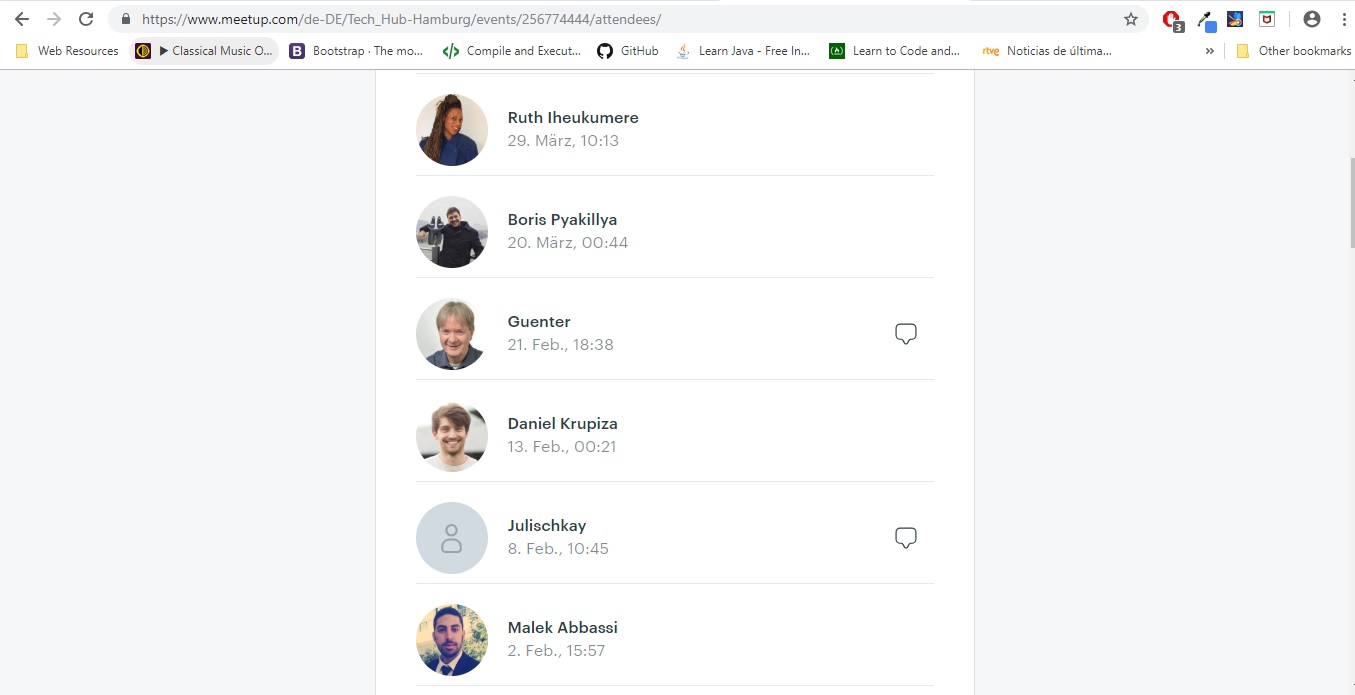 https://www.meetup.com/de-DE/Tech_Hub-Hamburg/events/256774444/attendees/
3
Web Resources
Classical Music O...
B
Bootstrap · The mo...
Compile and Execut...
GitHub
Learn Java - Free In...
Learn to Code and...
rtve
Noticias de última...
»
Other bookmarks
Ruth Iheukumere
29. März, 10:13
Boris Pyakillya
20. März, 00:44
Guenter
21. Feb., 18:38
Daniel Krupiza
13. Feb., 00:21
Julischkay
8. Feb., 10:45
Malek Abbassi
2. Feb., 15:57